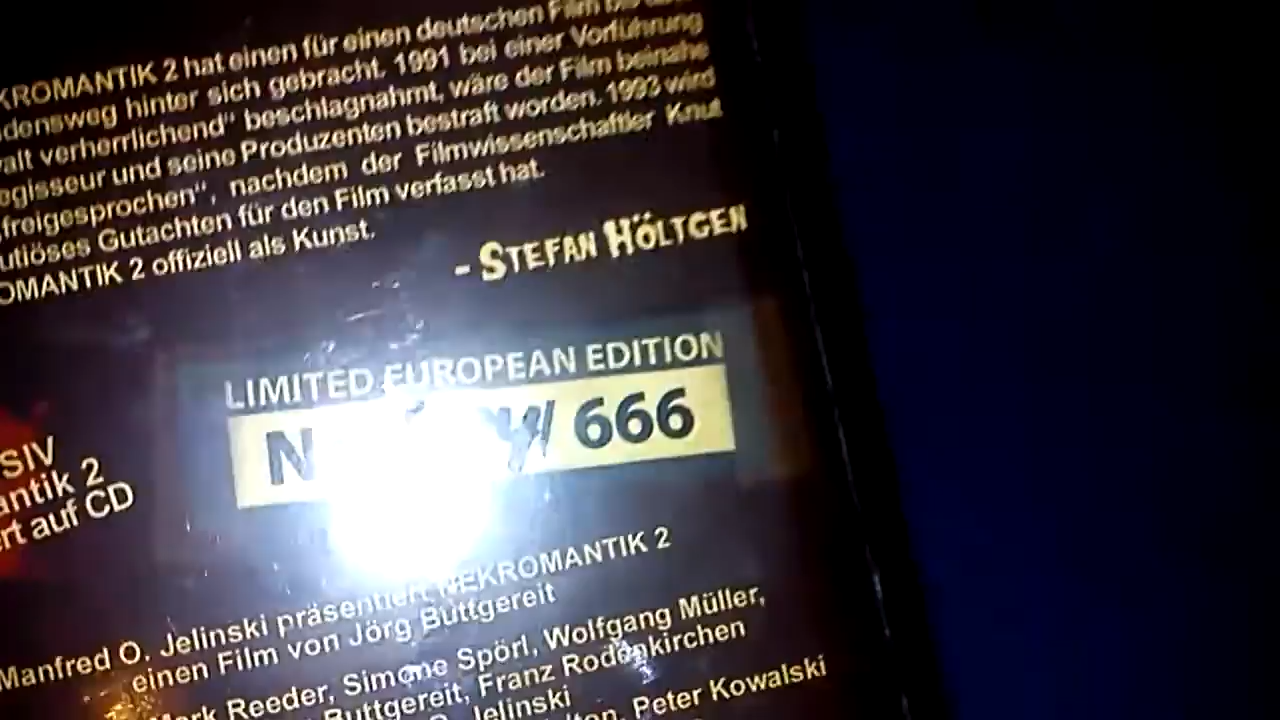 KROMANTIK 2 hat einen für einen deutschen Film
densweg hinter sich gebracht. 1991 bei einer Vorführung
valt verherrlichend" beschlagnahmt, wäre der Film beinahe
egisseur und seine Produzenten bestraft worden. 1993 wird
freigesprochen", nachdem der Filmwissenschaftler Knut
utiöses Gutachten für den Film verfasst hat.
OMANTIK 2 offiziell als Kunst.
- STEFAN HÖLTGEN
LIMITED EUROPEAN EDITION
N / 666
SIV
antik 2
rt auf CD
Manfred O. Jelinski präsentiert NEKROMANTIK 2
einen Film von Jörg Buttgereit
Mark Reeder, Simone Spörl, Wolfgang Müller,
Buttgereit, Franz Rodenkirchen
O. Jelinski
Peter Kowalski